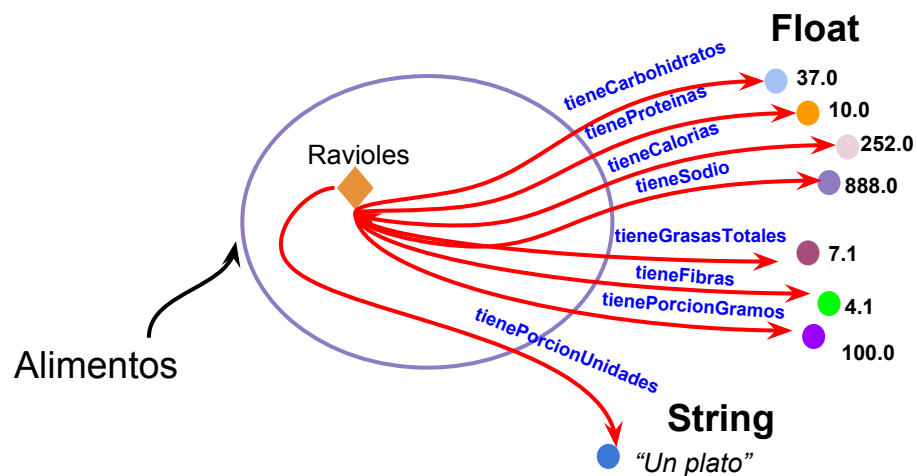 Float
tieneCarbohidratos
37.0
tieneProteinas
10.0
tieneCalorias
252.0
Ravioles
tieneSodio
888.0
tieneGrasasTotales
7.1
tieneFibras
4.1
tienePorcionGramos
100.0
tienePorcionUnidades
Alimentos
String
“Un plato”